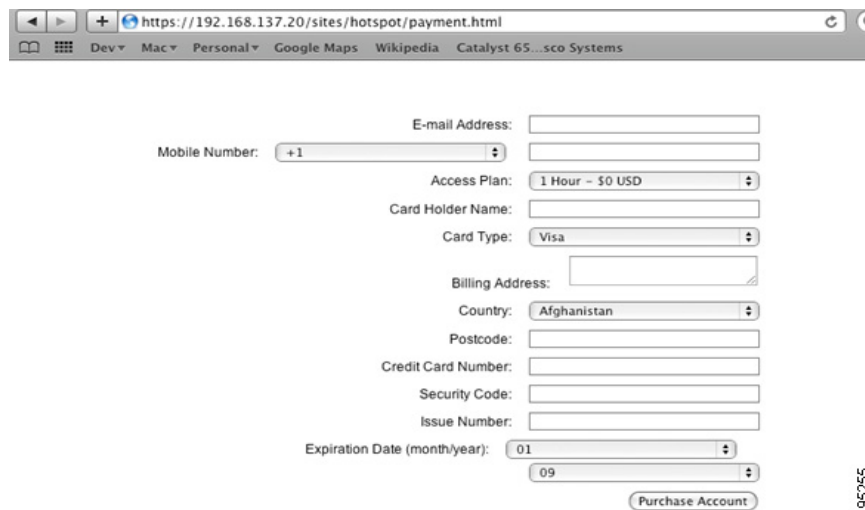 https://192.168.137.20/sites/hotspot/payment.html
Dev Mac Personal Google Maps Wikipedia Catalyst 65...sco Systems
E-mail Address:
Mobile Number: +1
Access Plan: 1 Hour - $0 USD
Card Holder Name:
Card Type: Visa
Billing Address:
Country: Afghanistan
Postcode:
Credit Card Number:
Security Code:
Issue Number:
Expiration Date (month/year): 01
09
Purchase Account